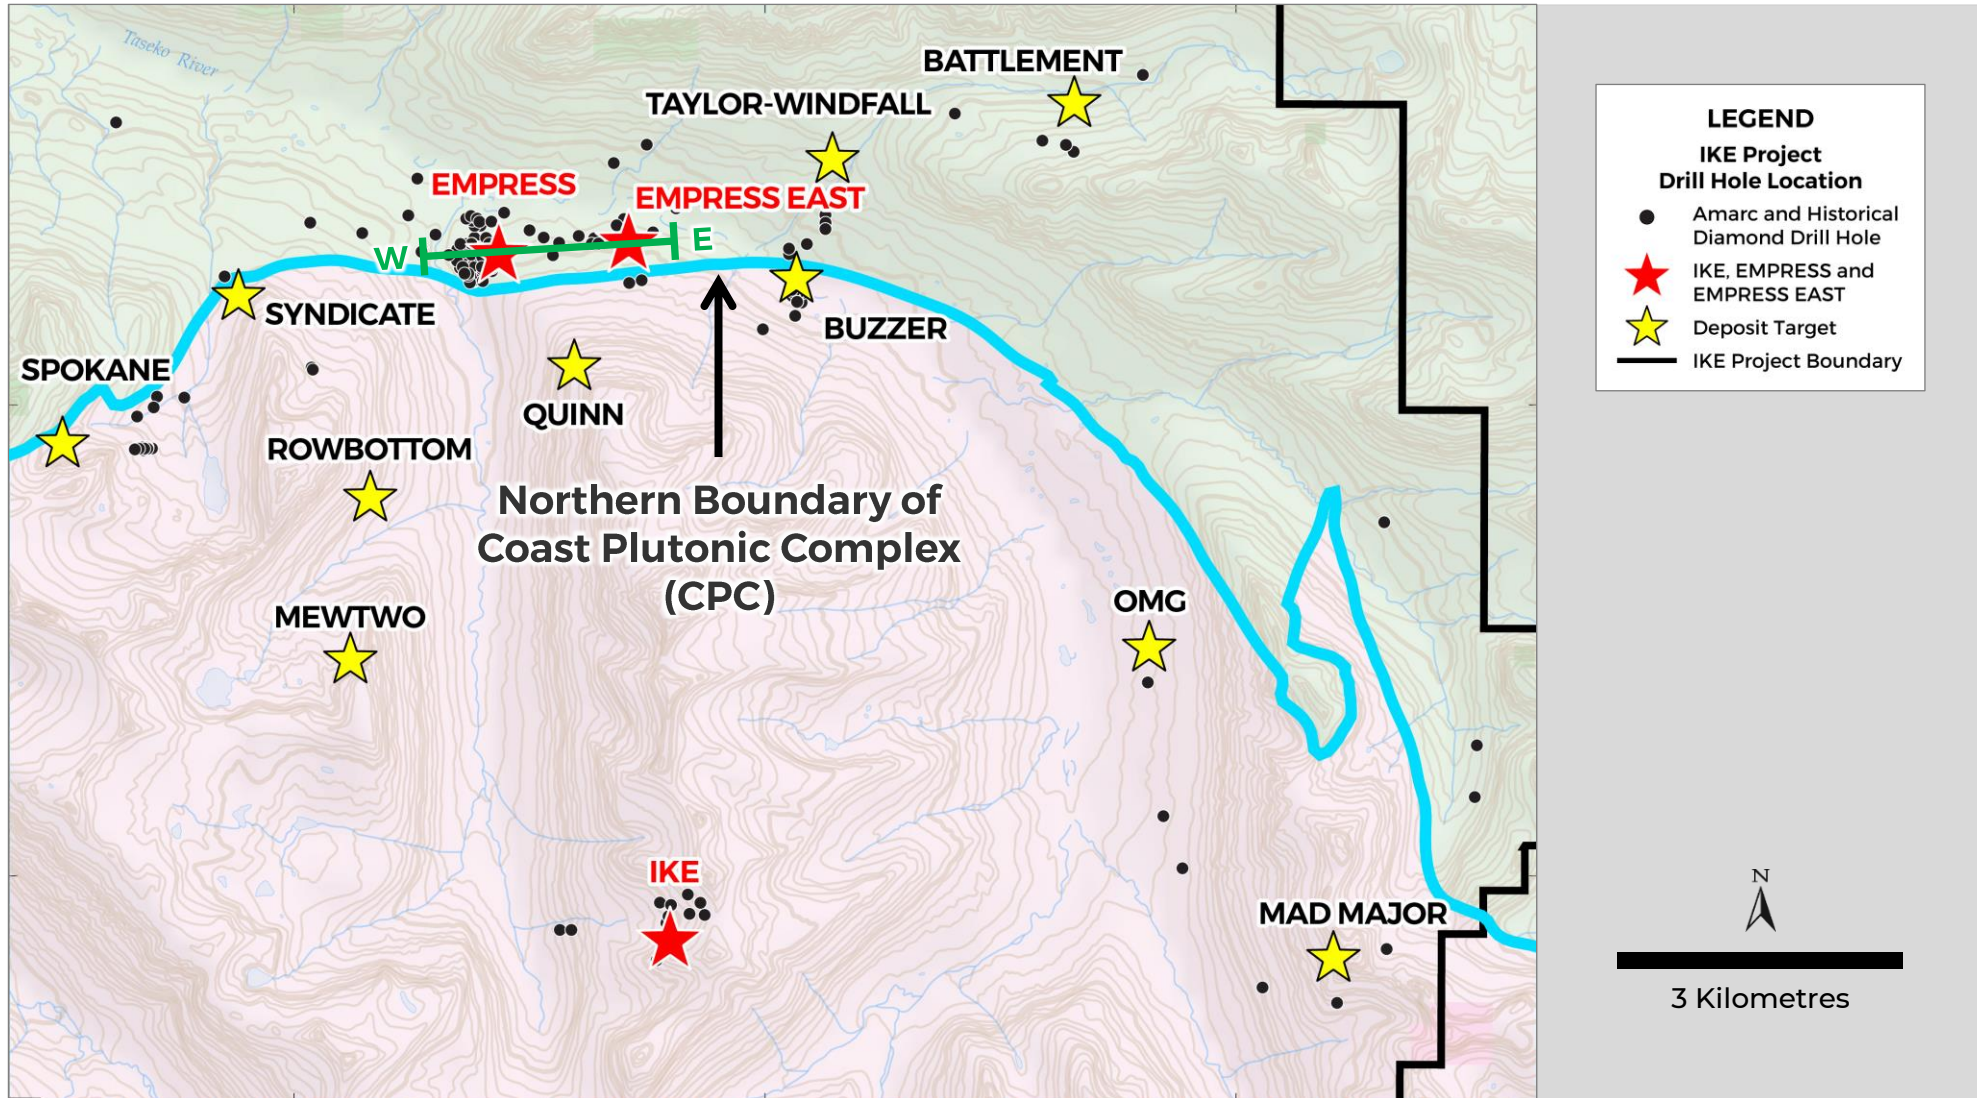 Taseko River
BATTLEMENT
TAYLOR-WINDFALL
EMPRESS
EMPRESS EAST
W
E
SYNDICATE
BUZZER
SPOKANE
QUINN
ROWBOTTOM
Northern Boundary of
Coast Plutonic Complex
(CPC)
MEWTWO
OMG
IKE
MAD MAJOR
LEGEND
IKE Project
Drill Hole Location
Amarc and Historical
Diamond Drill Hole
IKE, EMPRESS and
EMPRESS EAST
Deposit Target
IKE Project Boundary
N
3 Kilometres